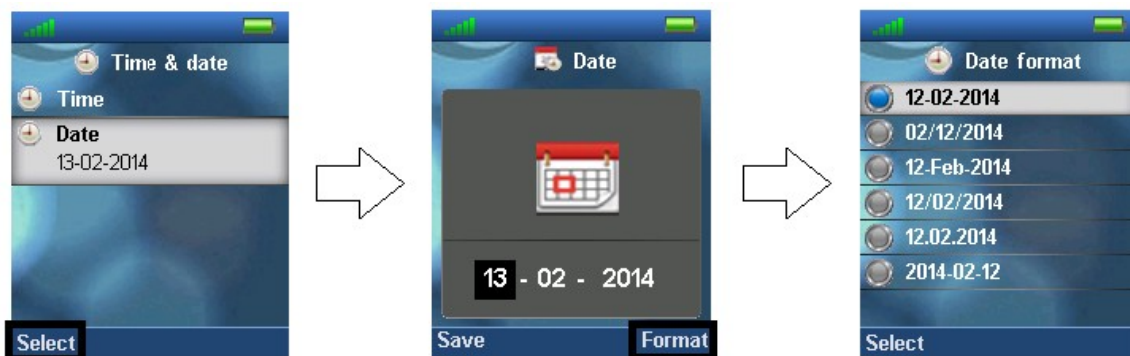 Time & date
Time
Date
13-02-2014
Select
Date
13 - 02 - 2014
Save
Format
Date format
12-02-2014
02/12/2014
12-Feb-2014
12/02/2014
12.02.2014
2014-02-12
Select